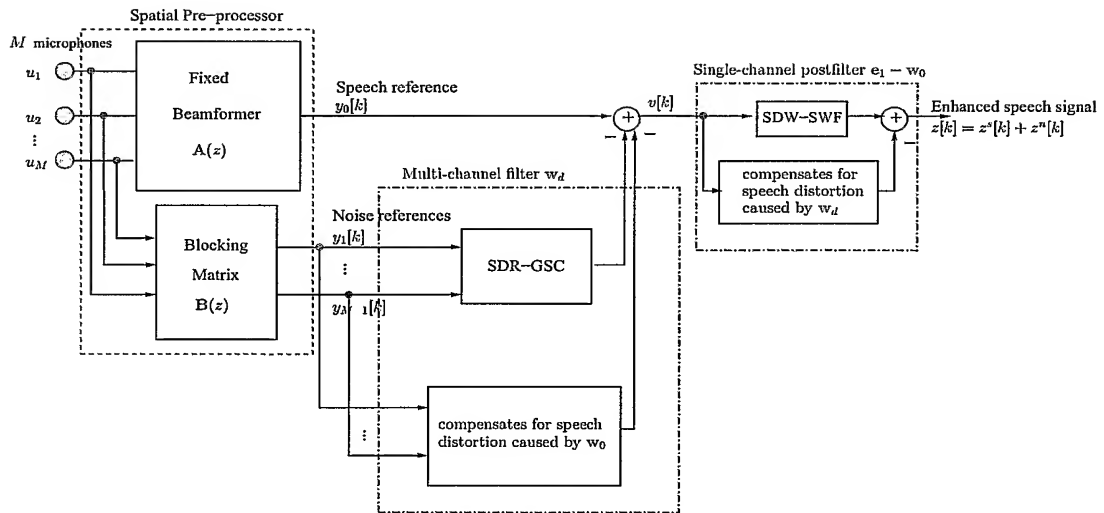 Spatial Pre-processor
M microphones
u1
u2
...
uM
Fixed
Beamformer
A(z)
Speech reference
y0[k]
Blocking
Matrix
B(z)
Noise references
y1[k]
...
yM-1[k]
Multi-channel filter wd
SDR-GSC
...
compensates for speech
distortion caused by w0
+
-
-
v[k]
Single-channel postfilter e1 - w0
SDW-SWF
compensates for
speech distortion
caused by wd
+
-
Enhanced speech signal
z[k] = z^s[k] + z^n[k]